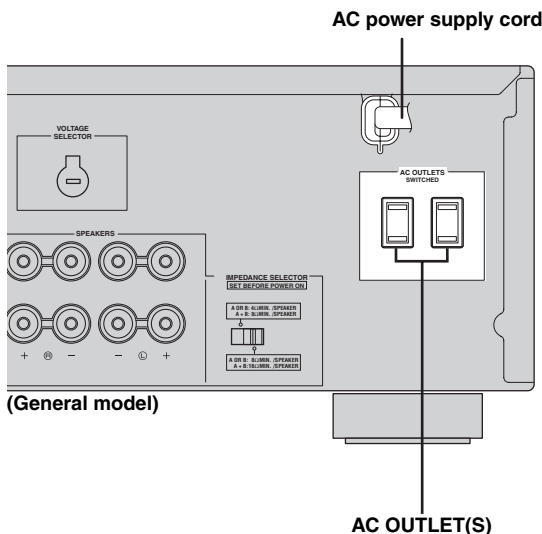 AC power supply cord
VOLTAGE
SELECTOR
AC OUTLETS
SWITCHED
SPEAKERS
IMPEDANCE SELECTOR
SET BEFORE POWER ON
A OR B: 4ΩMIN. /SPEAKER
A + B: 8ΩMIN. /SPEAKER
+ R - - L +
A OR B: 8ΩMIN. /SPEAKER
A + B:16ΩMIN. /SPEAKER
(General model)
AC OUTLET(S)